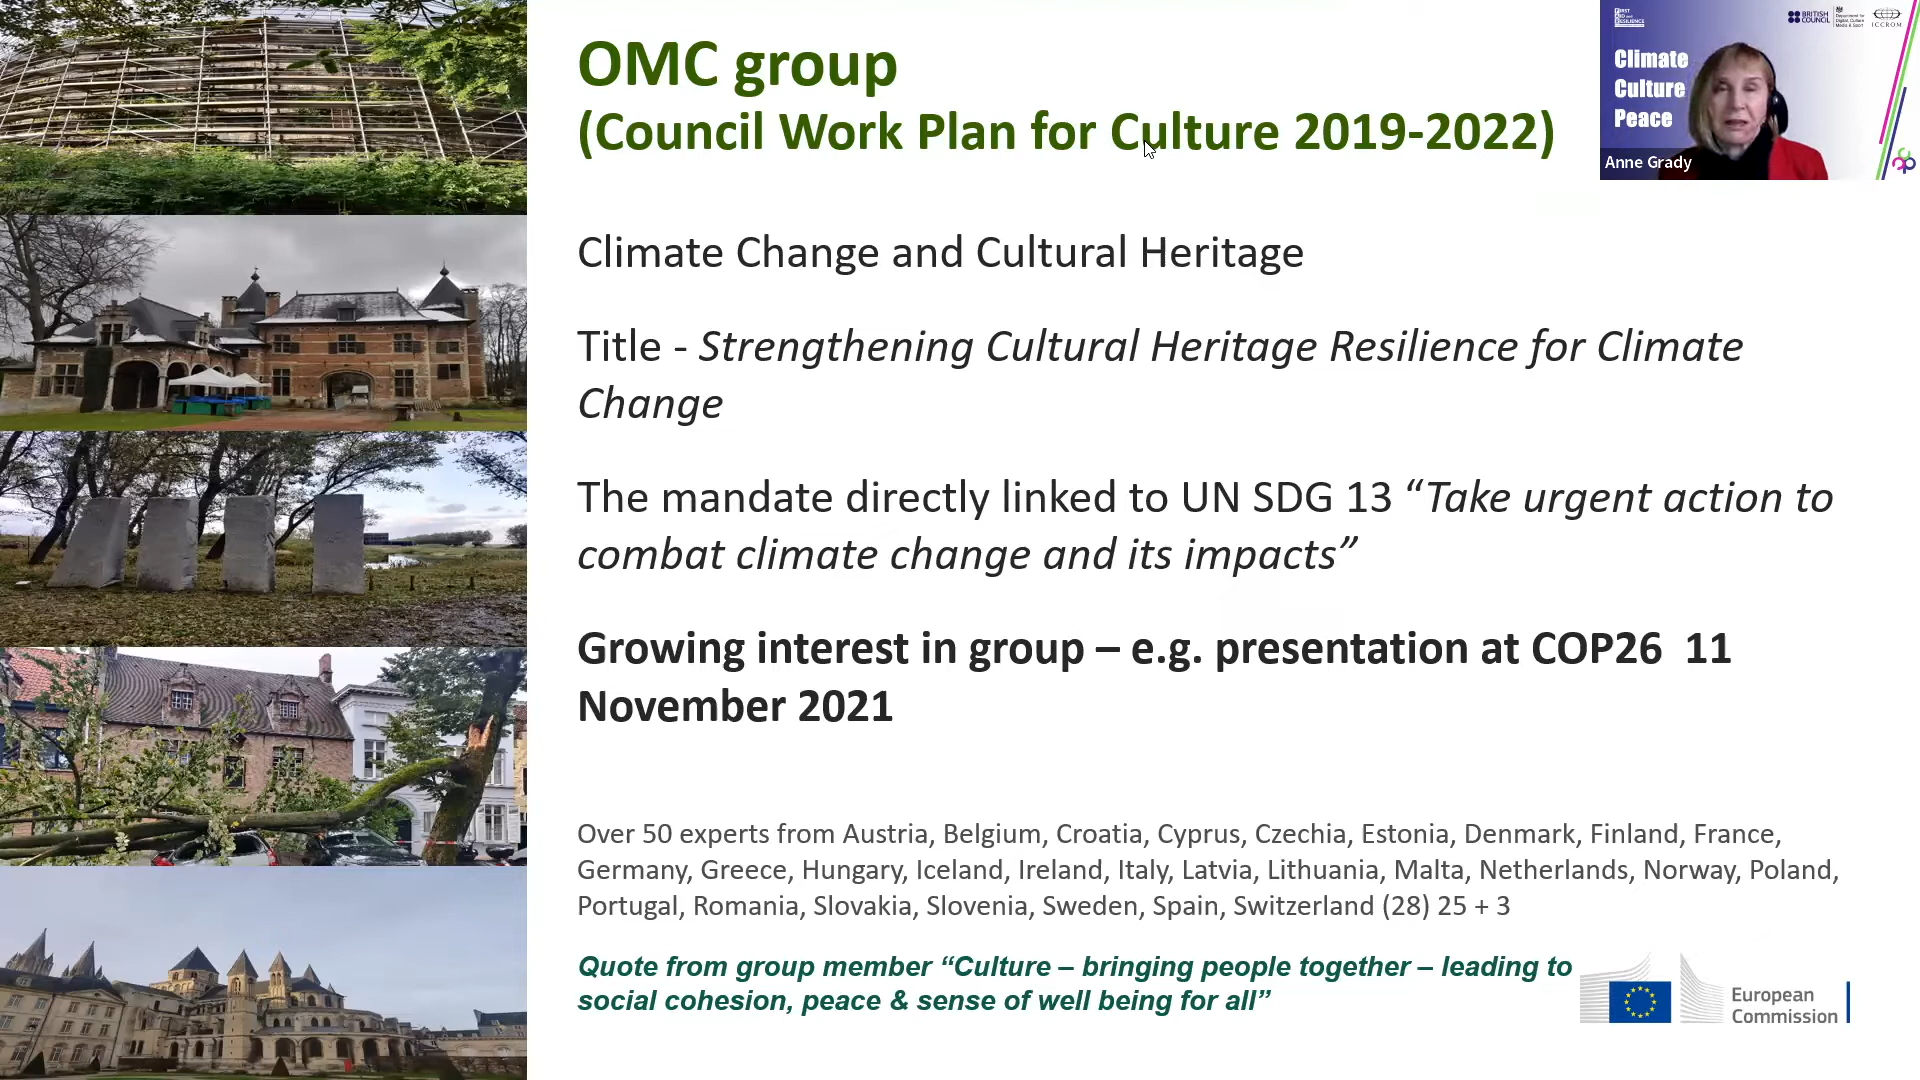 OMC group
(Council Work Plan for Culture 2019-2022)
Climate Change and Cultural Heritage
Title - Strengthening Cultural Heritage Resilience for Climate
Change
The mandate directly linked to UN SDG 13 “Take urgent action to
combat climate change and its impacts”
Growing interest in group – e.g. presentation at COP26  11
November 2021
Over 50 experts from Austria, Belgium, Croatia, Cyprus, Czechia, Estonia, Denmark, Finland, France,
Germany, Greece, Hungary, Iceland, Ireland, Italy, Latvia, Lithuania, Malta, Netherlands, Norway, Poland,
Portugal, Romania, Slovakia, Slovenia, Sweden, Spain, Switzerland (28) 25 + 3
Quote from group member “Culture – bringing people together – leading to
social cohesion, peace & sense of well being for all”
European
Commission
BRITISH
COUNCIL
ICCROM
Climate
Culture
Peace
Anne Grady